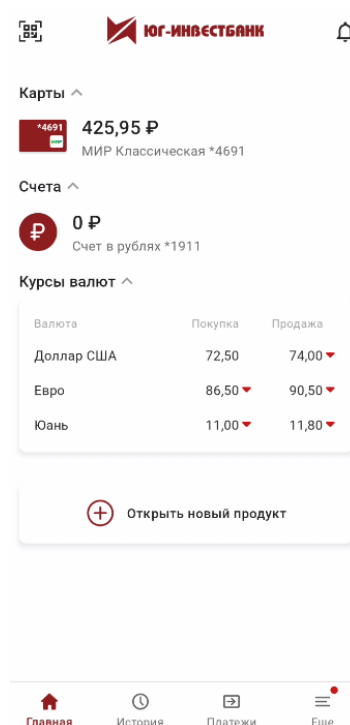 ЮГ-ИНВЕСТБАНК
Карты
*4691
МИР
425,95 ₽
МИР Классическая *4691
Счета
₽
0 ₽
Счет в рублях *1911
Курсы валют
Валюта Покупка Продажа
Доллар США 72,50 74,00
Евро 86,50 90,50
Юань 11,00 11,80
Открыть новый продукт
Главная История Платежи Еще